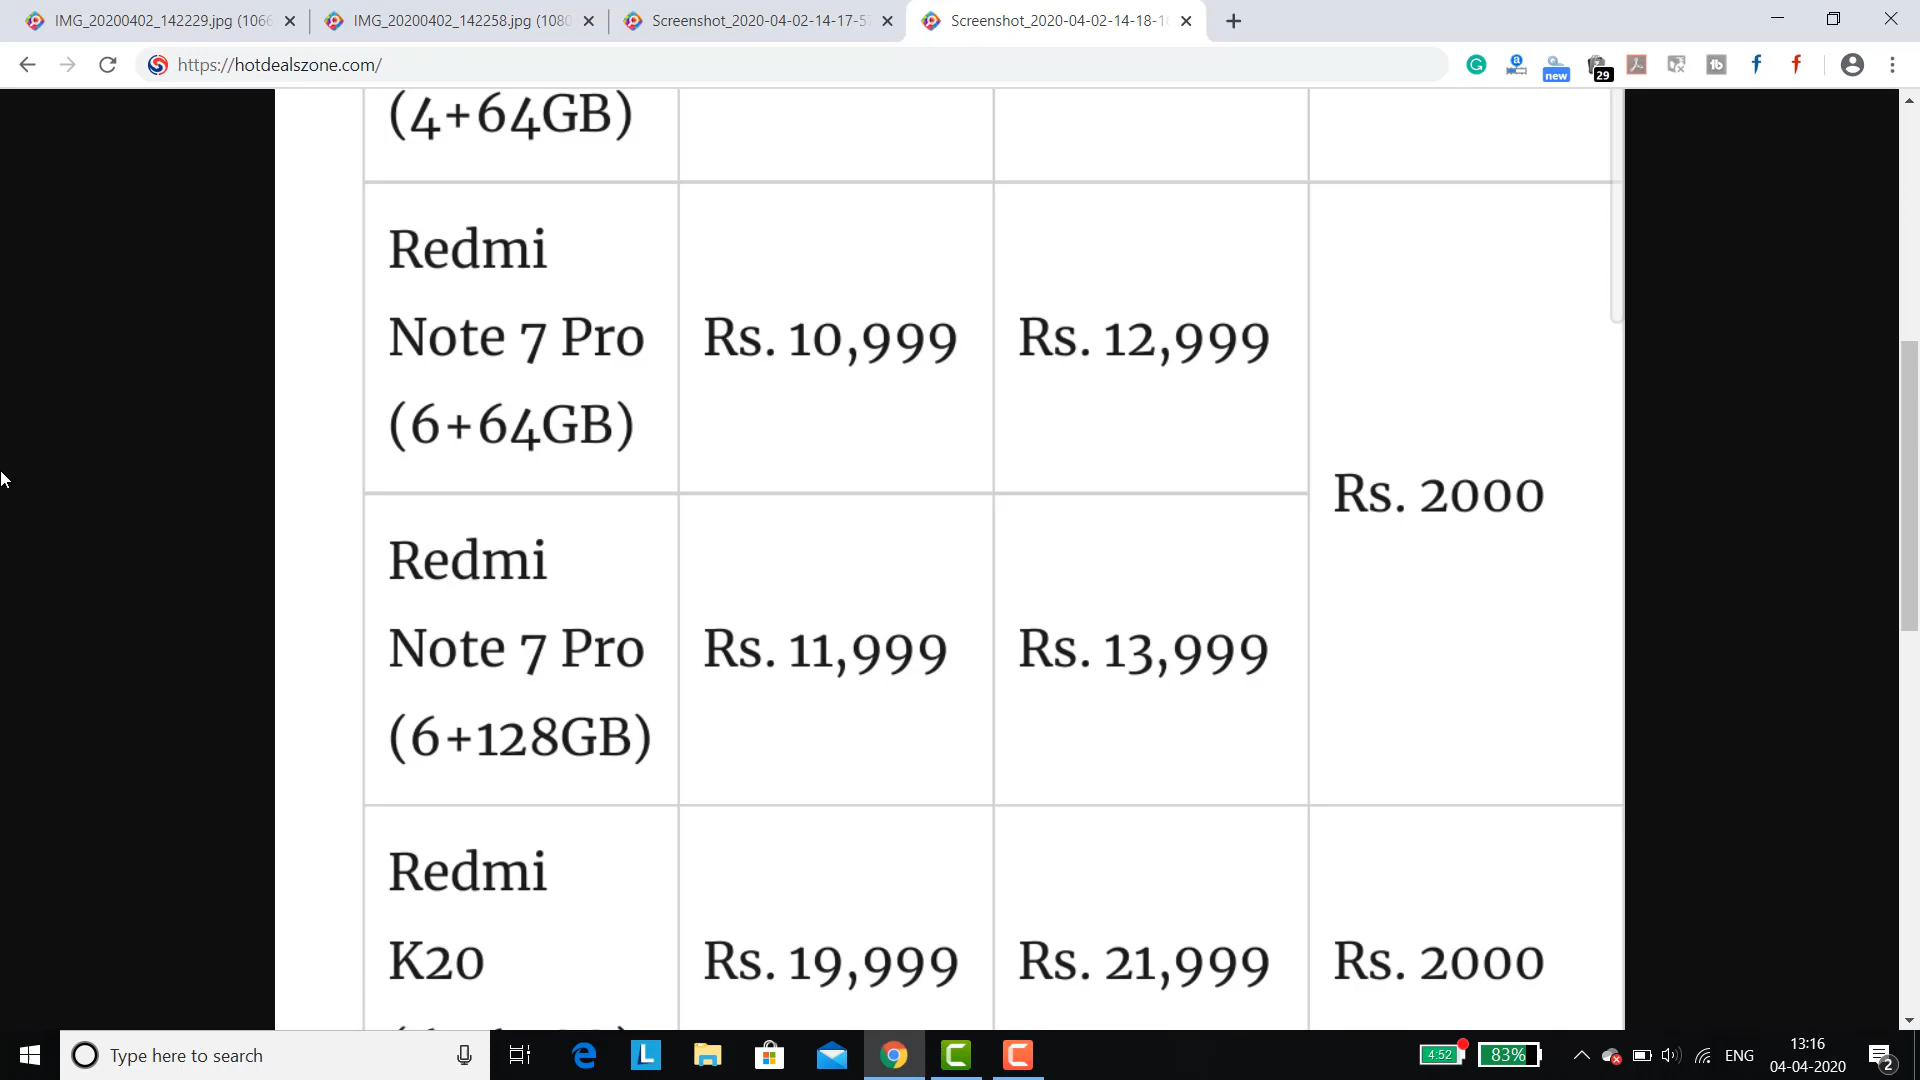 IMG_20200402_142229.jpg (1066
IMG_20200402_142258.jpg (1080
Screenshot_2020-04-02-14-17-5
Screenshot_2020-04-02-14-18-1
https://hotdealszone.com/
new
29
(4+64GB)
Redmi
Note 7 Pro
(6+64GB)
Rs. 10,999
Rs. 12,999
Rs. 2000
Redmi
Note 7 Pro
(6+128GB)
Rs. 11,999
Rs. 13,999
Redmi
K20
Rs. 19,999
Rs. 21,999
Rs. 2000
Type here to search
4:52
83%
ENG
13:16
04-04-2020
2